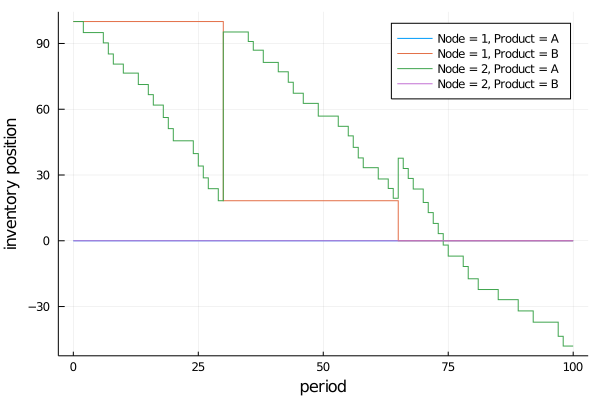 inventory position
90
60
30
0
−30
Node = 1, Product = A
Node = 1, Product = B
Node = 2, Product = A
Node = 2, Product = B
0
25
50
75
100
period